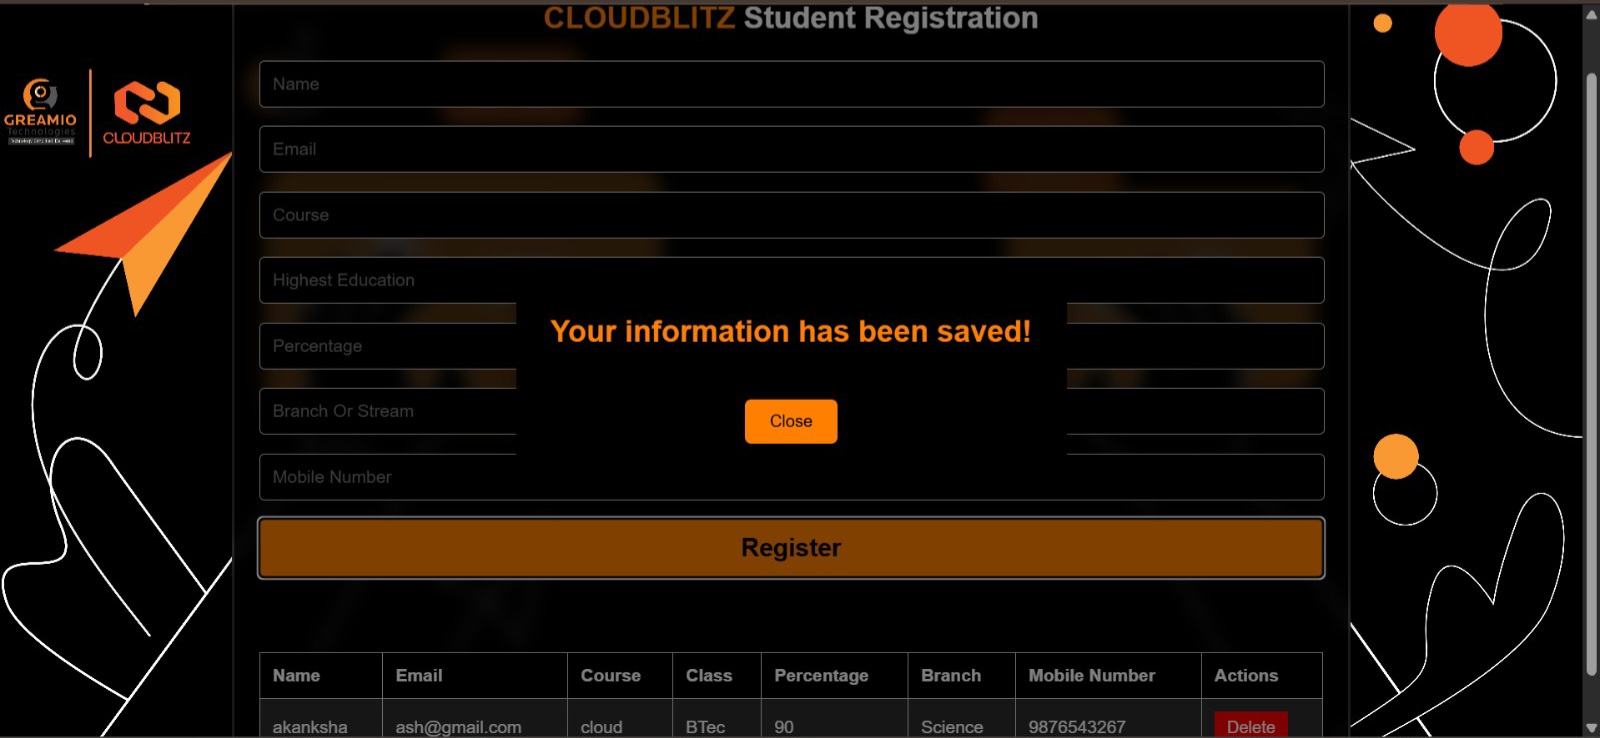 CLOUDBLITZ Student Registration
GREAMIO
Technologies
CLOUDBLITZ
Name
Email
Course
Highest Education
Percentage
Branch Or Stream
Mobile Number
Your information has been saved!
Close
Register
Name Email Course Class Percentage Branch Mobile Number Actions
akanksha ash@gmail.com cloud BTec 90 Science 9876543267 Delete